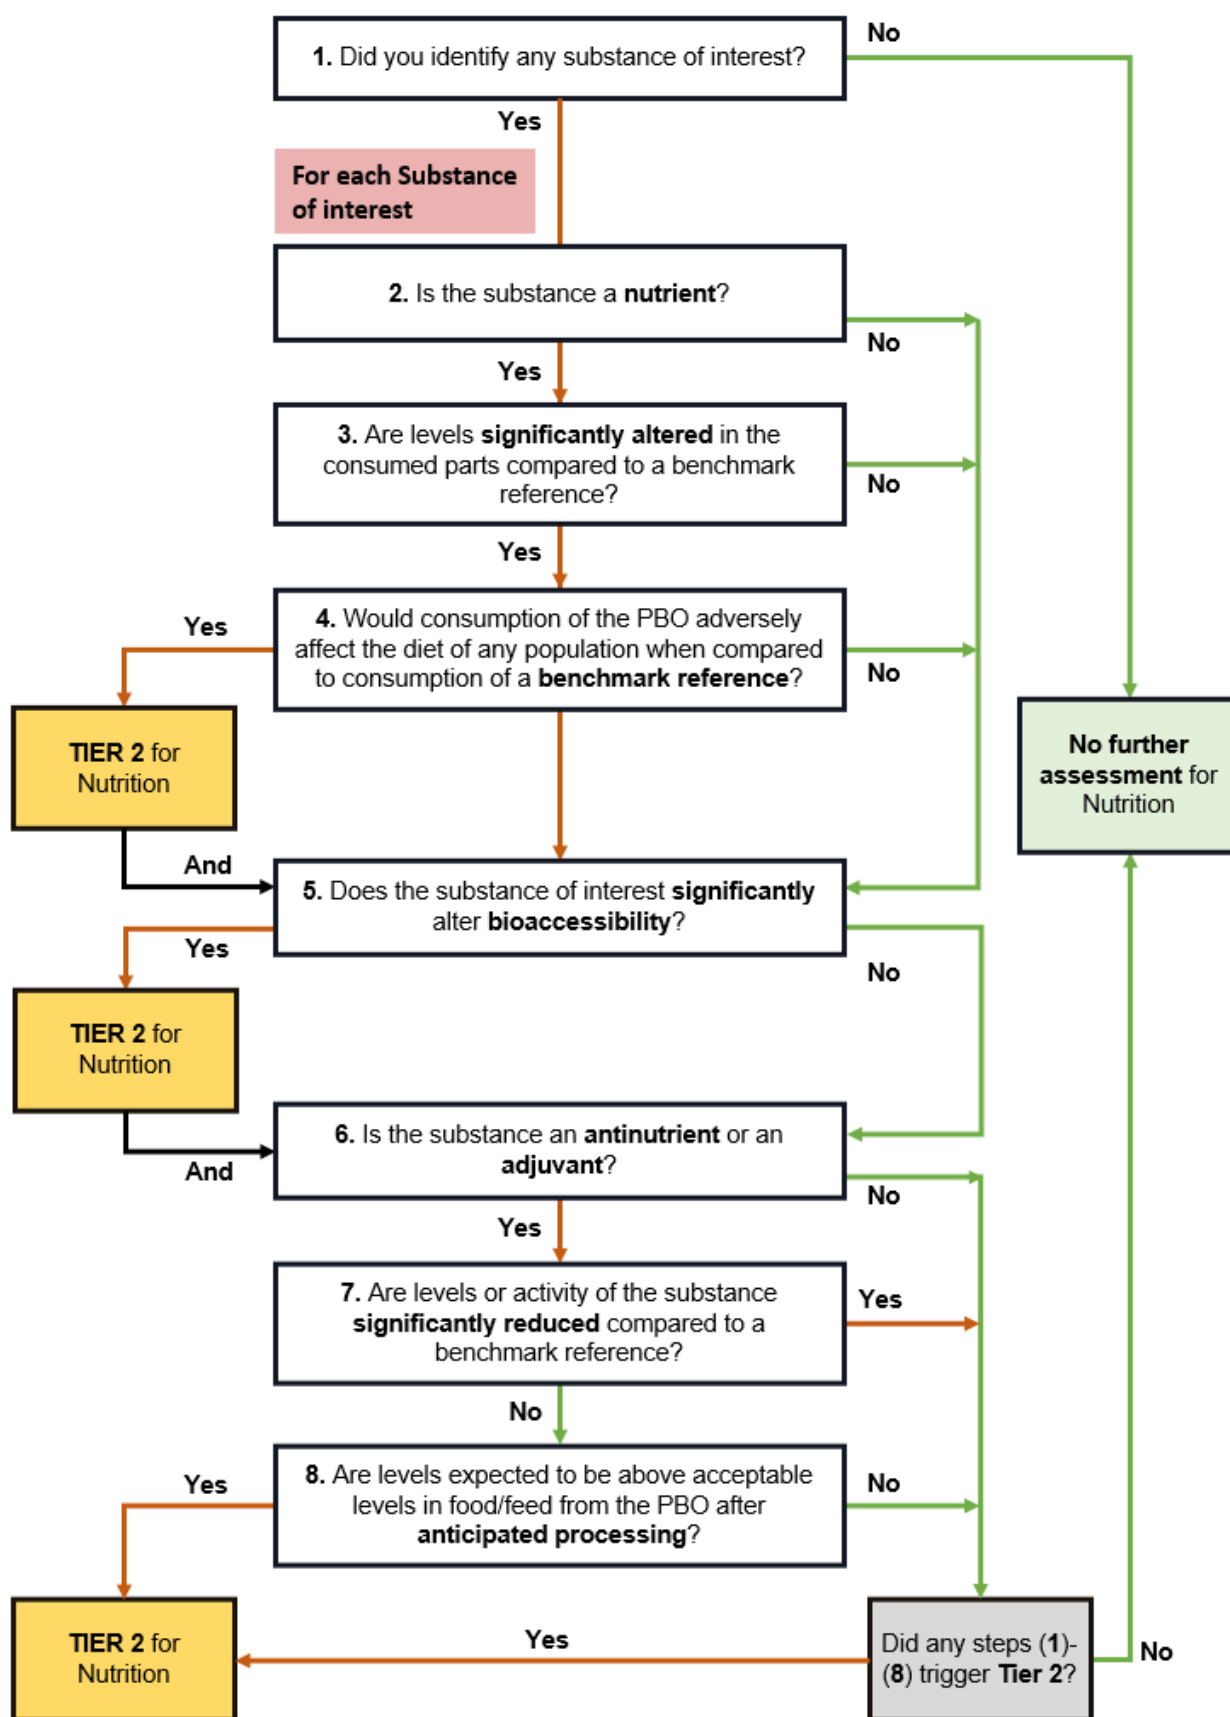 1. Did you identify any substance of interest?
No
Yes
For each Substance
of interest
2. Is the substance a nutrient?
No
Yes
3. Are levels significantly altered in the
consumed parts compared to a benchmark
reference?
No
Yes
4. Would consumption of the PBO adversely
affect the diet of any population when compared
to consumption of a benchmark reference?
Yes
No
TIER 2 for
Nutrition
No further
assessment for
Nutrition
And
5. Does the substance of interest significantly
alter bioaccessibility?
Yes
No
TIER 2 for
Nutrition
And
6. Is the substance an antinutrient or an
adjuvant?
No
Yes
7. Are levels or activity of the substance
significantly reduced compared to a
benchmark reference?
Yes
No
8. Are levels expected to be above acceptable
levels in food/feed from the PBO after
anticipated processing?
Yes
No
TIER 2 for
Nutrition
Yes
Did any steps (1)-
(8) trigger Tier 2?
No